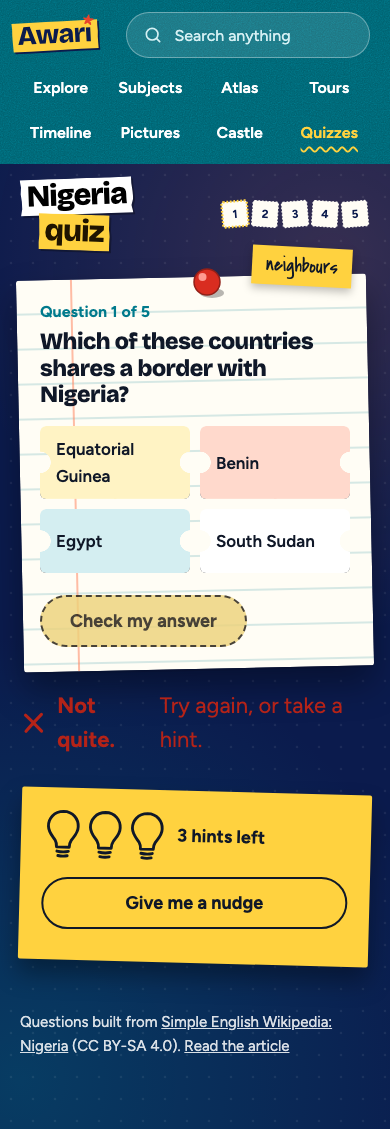 Awari
Search anything
Explore Subjects Atlas Tours
Timeline Pictures Castle Quizzes
Nigeria
quiz
1 2 3 4 5
neighbours
Question 1 of 5
Which of these countries
shares a border with
Nigeria?
Equatorial
Guinea
Benin
Egypt
South Sudan
Check my answer
Not
quite.
Try again, or take a
hint.
3 hints left
Give me a nudge
Questions built from Simple English Wikipedia:
Nigeria (CC BY-SA 4.0). Read the article